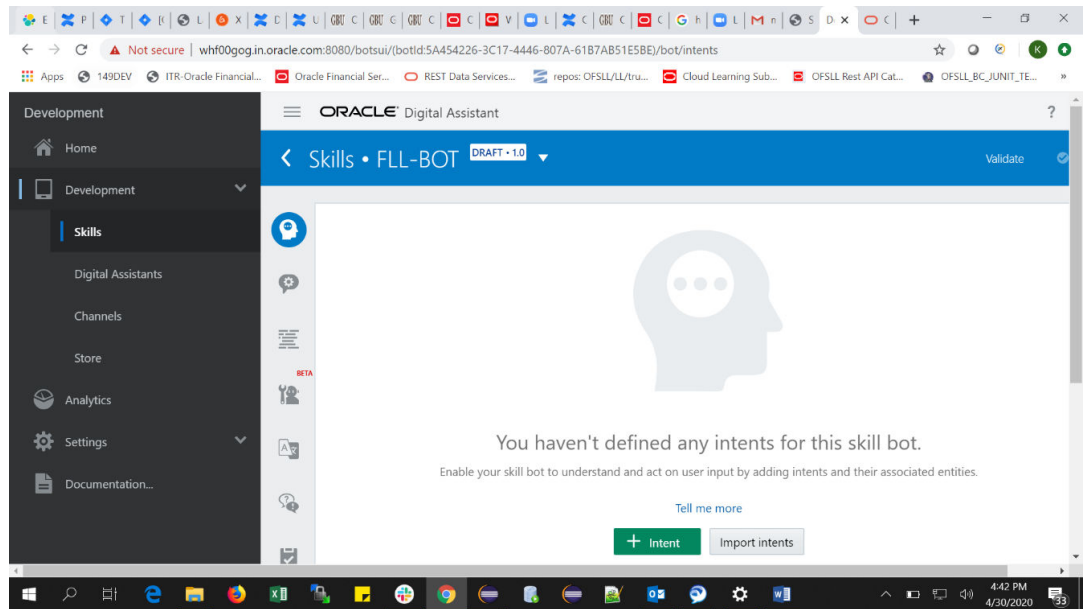 E P T [( L X D U GBU C GBU G GBU C C V L C GBU C C G h L M n S D C
Not secure | whf00gog.in.oracle.com:8080/botsui/(botId:5A454226-3C17-4446-807A-61B7AB51E5BE)/bot/intents K
Apps 149DEV ITR-Oracle Financial... Oracle Financial Ser... REST Data Services... repos: OFSLL/LL/tru... Cloud Learning Sub... OFSLL Rest API Cat... OFSLL_BC_JUNIT_TE... »
Development
ORACLE Digital Assistant ?
Home
Skills • FLL-BOT DRAFT • 1.0 Validate
Development
Skills
Digital Assistants
Channels
Store
BETA
Analytics
Settings
Documentation...
You haven't defined any intents for this skill bot.
Enable your skill bot to understand and act on user input by adding intents and their associated entities.
Tell me more
+ Intent Import intents
4:42 PM
4/30/2020
33